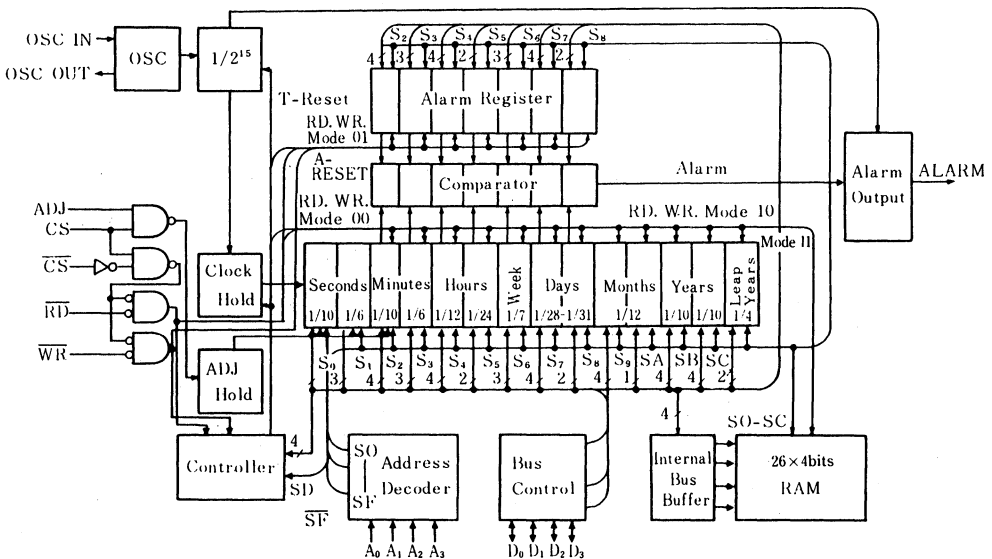 OSC IN
OSC OUT
OSC
1/2¹⁵
S₂ S₃ S₄ S₅ S₆ S₇ S₈
4 3 4 2 3 4 2
T-Reset
Alarm Register
RD. WR.
Mode 01
A-
RESET
Comparator
Alarm
Alarm
Output
ALARM
RD. WR.
Mode 00
RD. WR. Mode 10
Mode 11
ADJ
CS
C̅S̅
R̅D̅
W̅R̅
Clock
Hold
Seconds Minutes Hours Week Days Months Years Leap Years
1/10 1/6 1/10 1/6 1/12 1/24 1/7 1/28-1/31 1/12 1/10 1/10 1/4
ADJ
Hold
S₀ S₁ S₂ S₃ S₄ S₅ S₆ S₇ S₈ S₉ SA SB SC
3 4 3 4 2 3 4 2 4 1 4 4 2
4
SO-SC
Controller
4
SD
S̅F̅
SO
SF
Address
Decoder
A₀ A₁ A₂ A₃
Bus
Control
D₀ D₁ D₂ D₃
Internal
Bus
Buffer
26×4bits
RAM